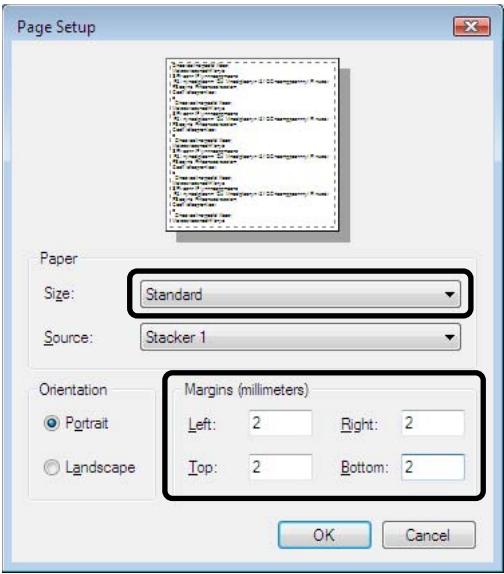 Page Setup
Paper
Size: Standard
Source: Stacker 1
Orientation
Portrait
Landscape
Margins (millimeters)
Left: 2 Right: 2
Top: 2 Bottom: 2
OK Cancel